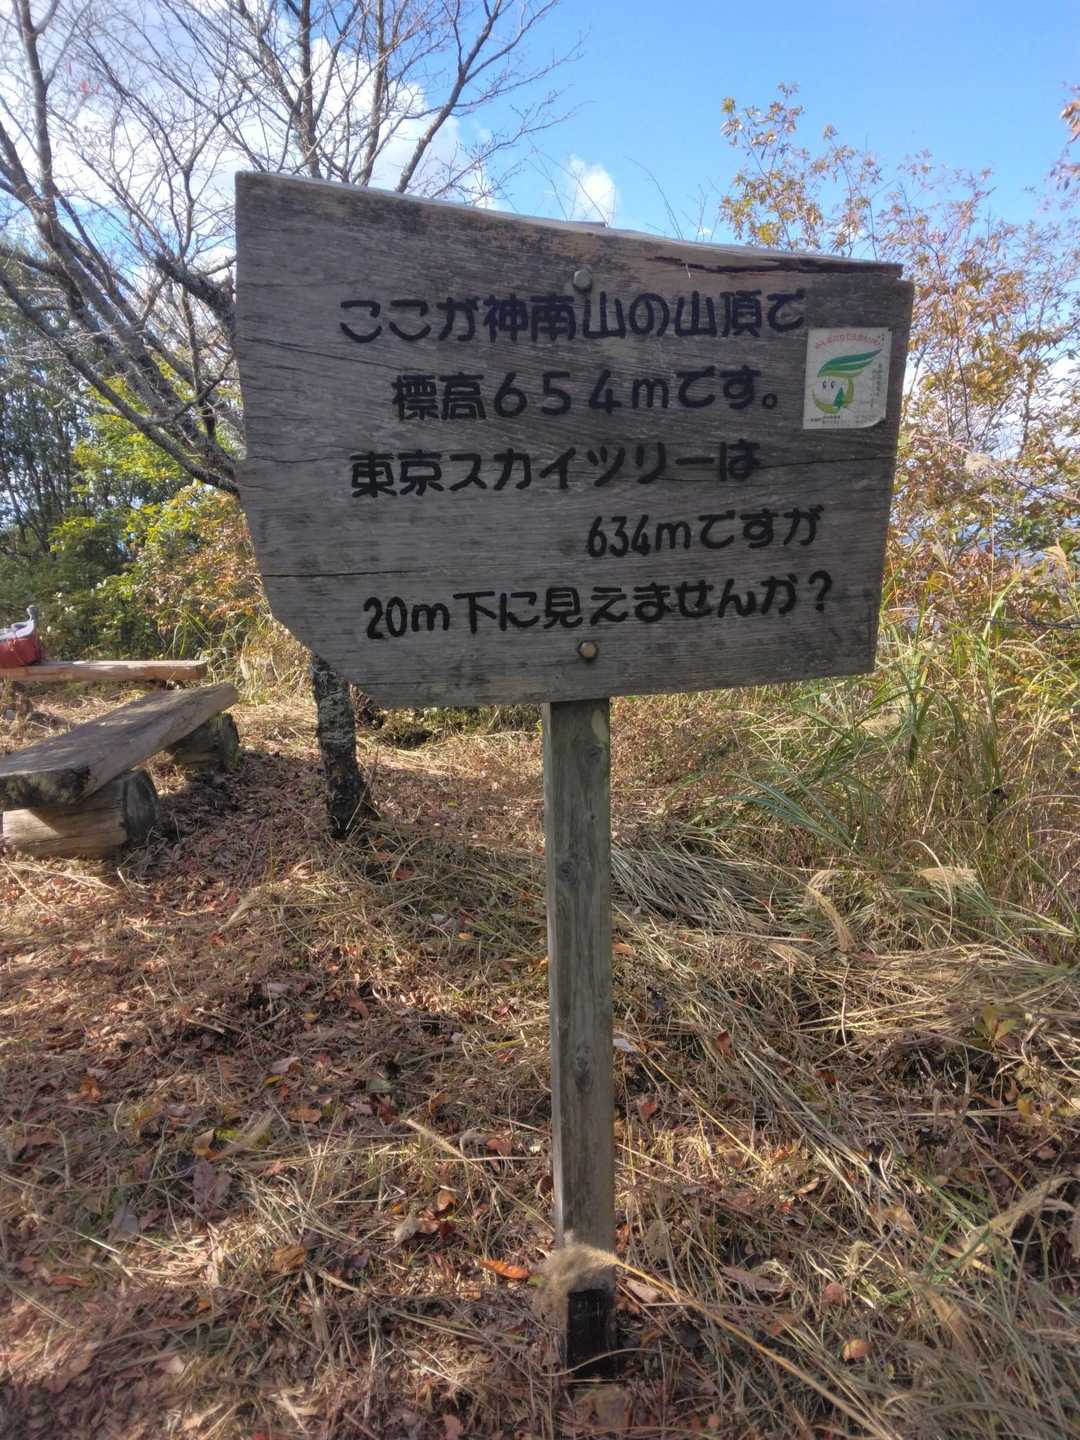 ここが神南山の山頂で
標高６５４ｍです。
東京スカイツリーは
634ｍですが
20ｍ下に見えませんか？